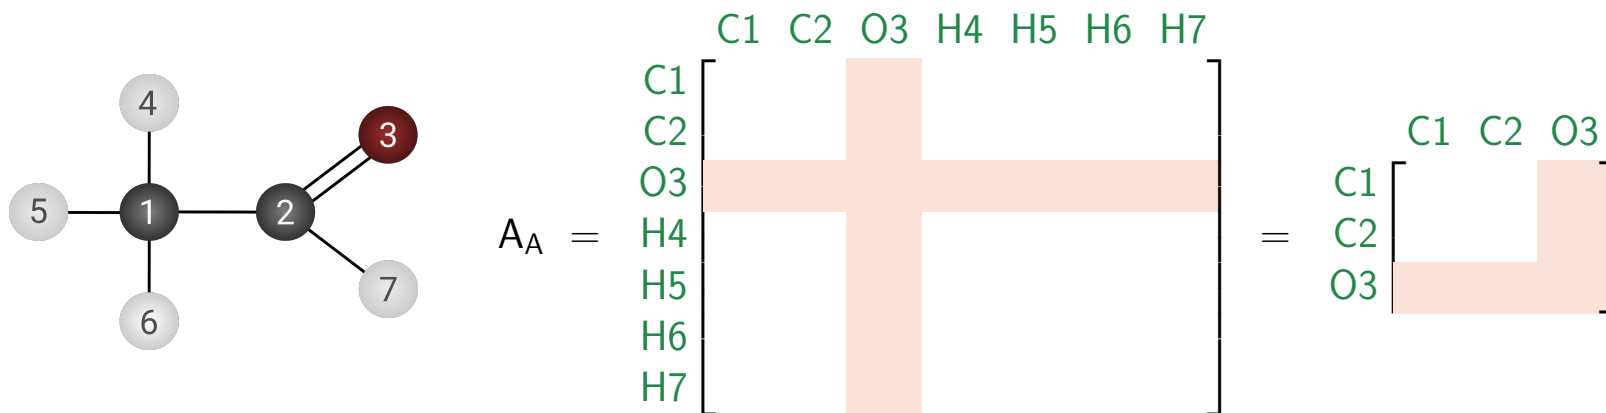 4
3
5 1 2
7
6
A_A =
C1 C2 O3 H4 H5 H6 H7
C1
C2
O3
H4
H5
H6
H7
=
C1 C2 O3
C1
C2
O3